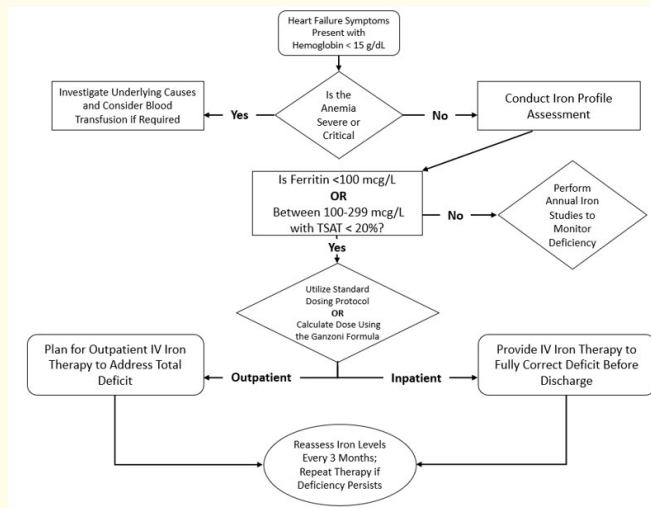 Heart Failure Symptoms
Present with
Hemoglobin < 15 g/dL
Investigate Underlying Causes
and Consider Blood
Transfusion if Required
Yes
Is the
Anemia
Severe or
Critical
No
Conduct Iron Profile
Assessment
Is Ferritin <100 mcg/L
OR
Between 100-299 mcg/L
with TSAT < 20%?
No
Perform
Annual Iron
Studies to
Monitor
Deficiency
Yes
Utilize Standard
Dosing Protocol
OR
Calculate Dose Using
the Ganzoni Formula
Plan for Outpatient IV Iron
Therapy to Address Total
Deficit
Outpatient
Inpatient
Provide IV Iron Therapy to
Fully Correct Deficit Before
Discharge
Reassess Iron Levels
Every 3 Months;
Repeat Therapy if
Deficiency Persists